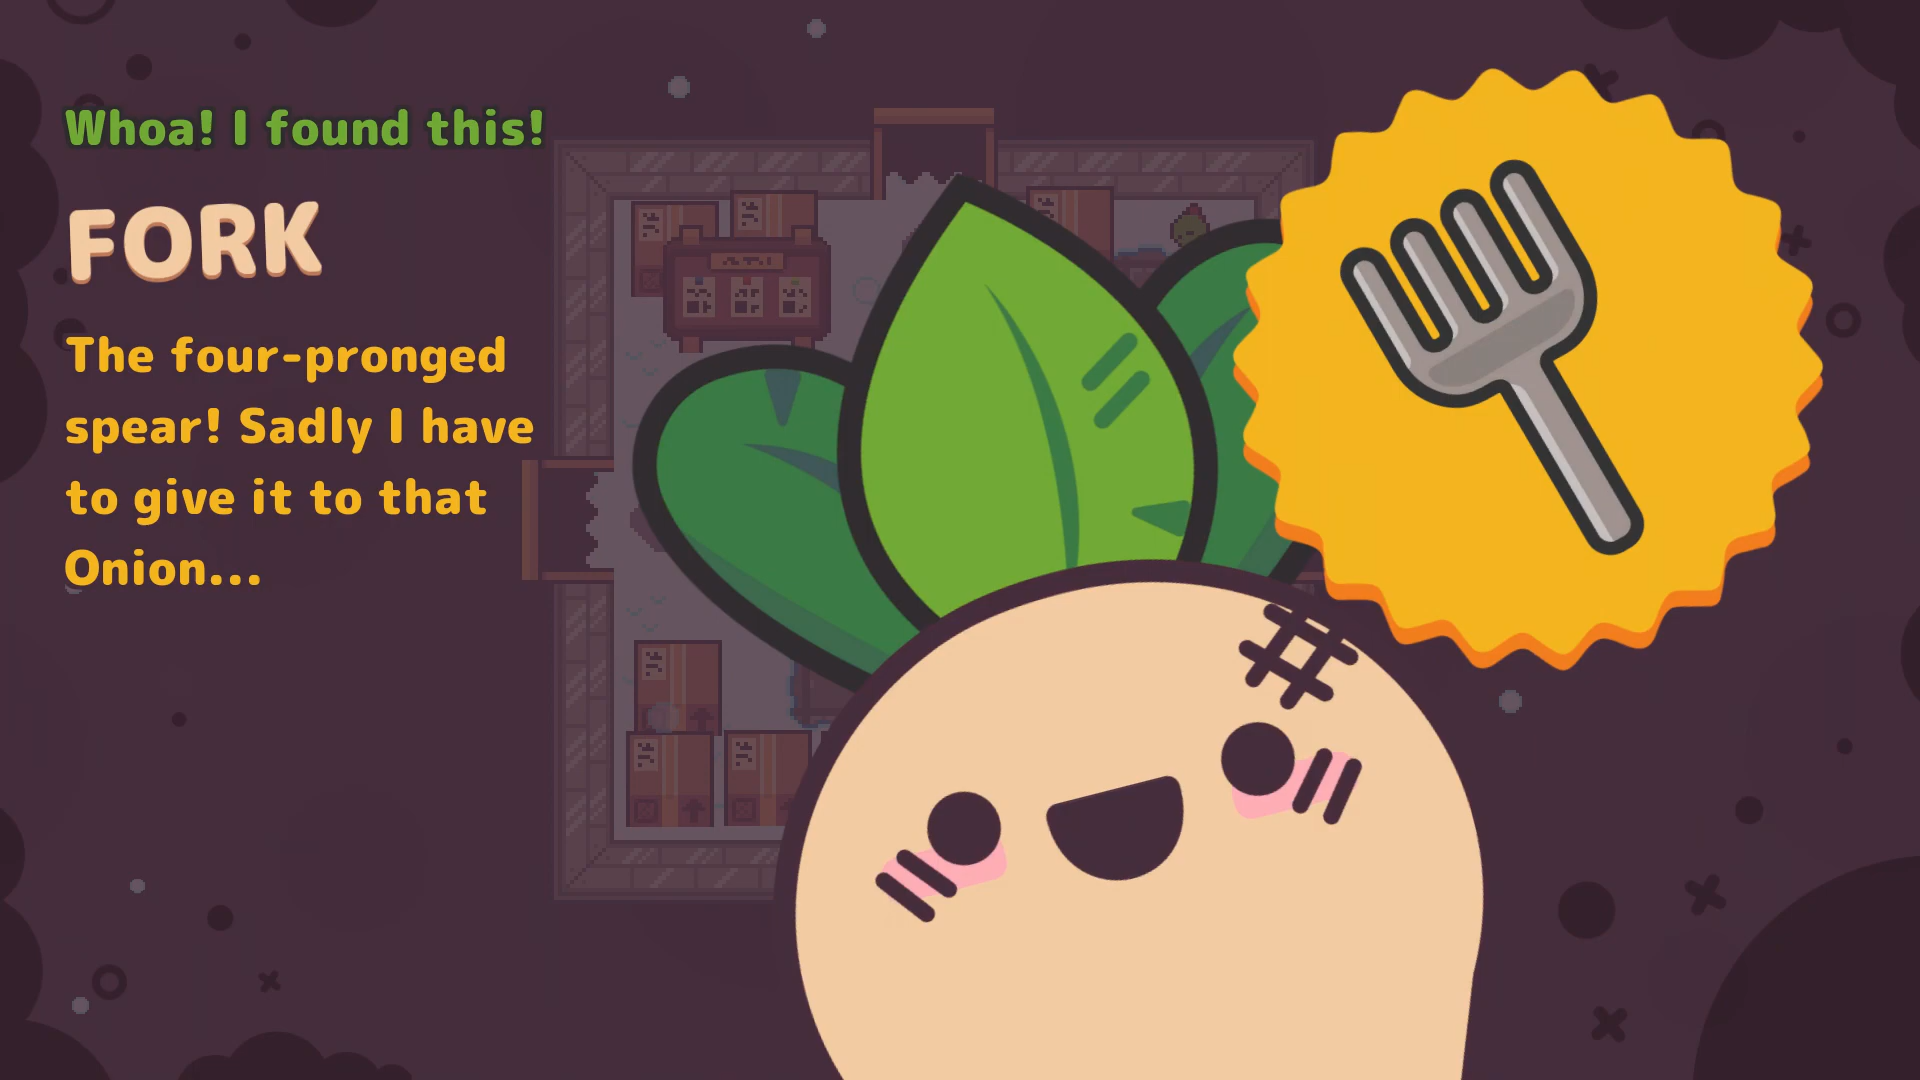 Whoa! I found this!
FORK
The four-pronged
spear! Sadly I have
to give it to that
Onion...